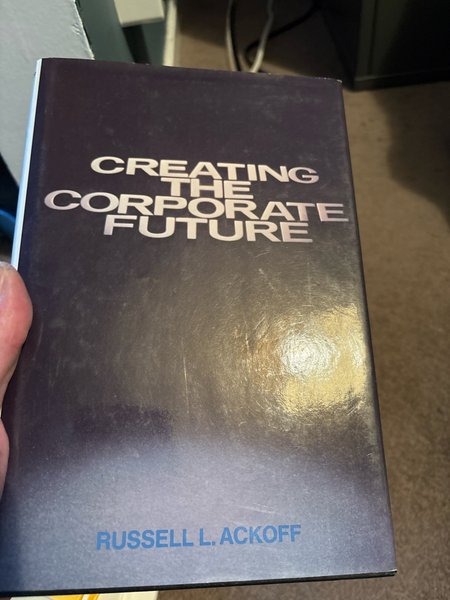 CREATING
THE
CORPORATE
FUTURE
RUSSELL L. ACKOFF